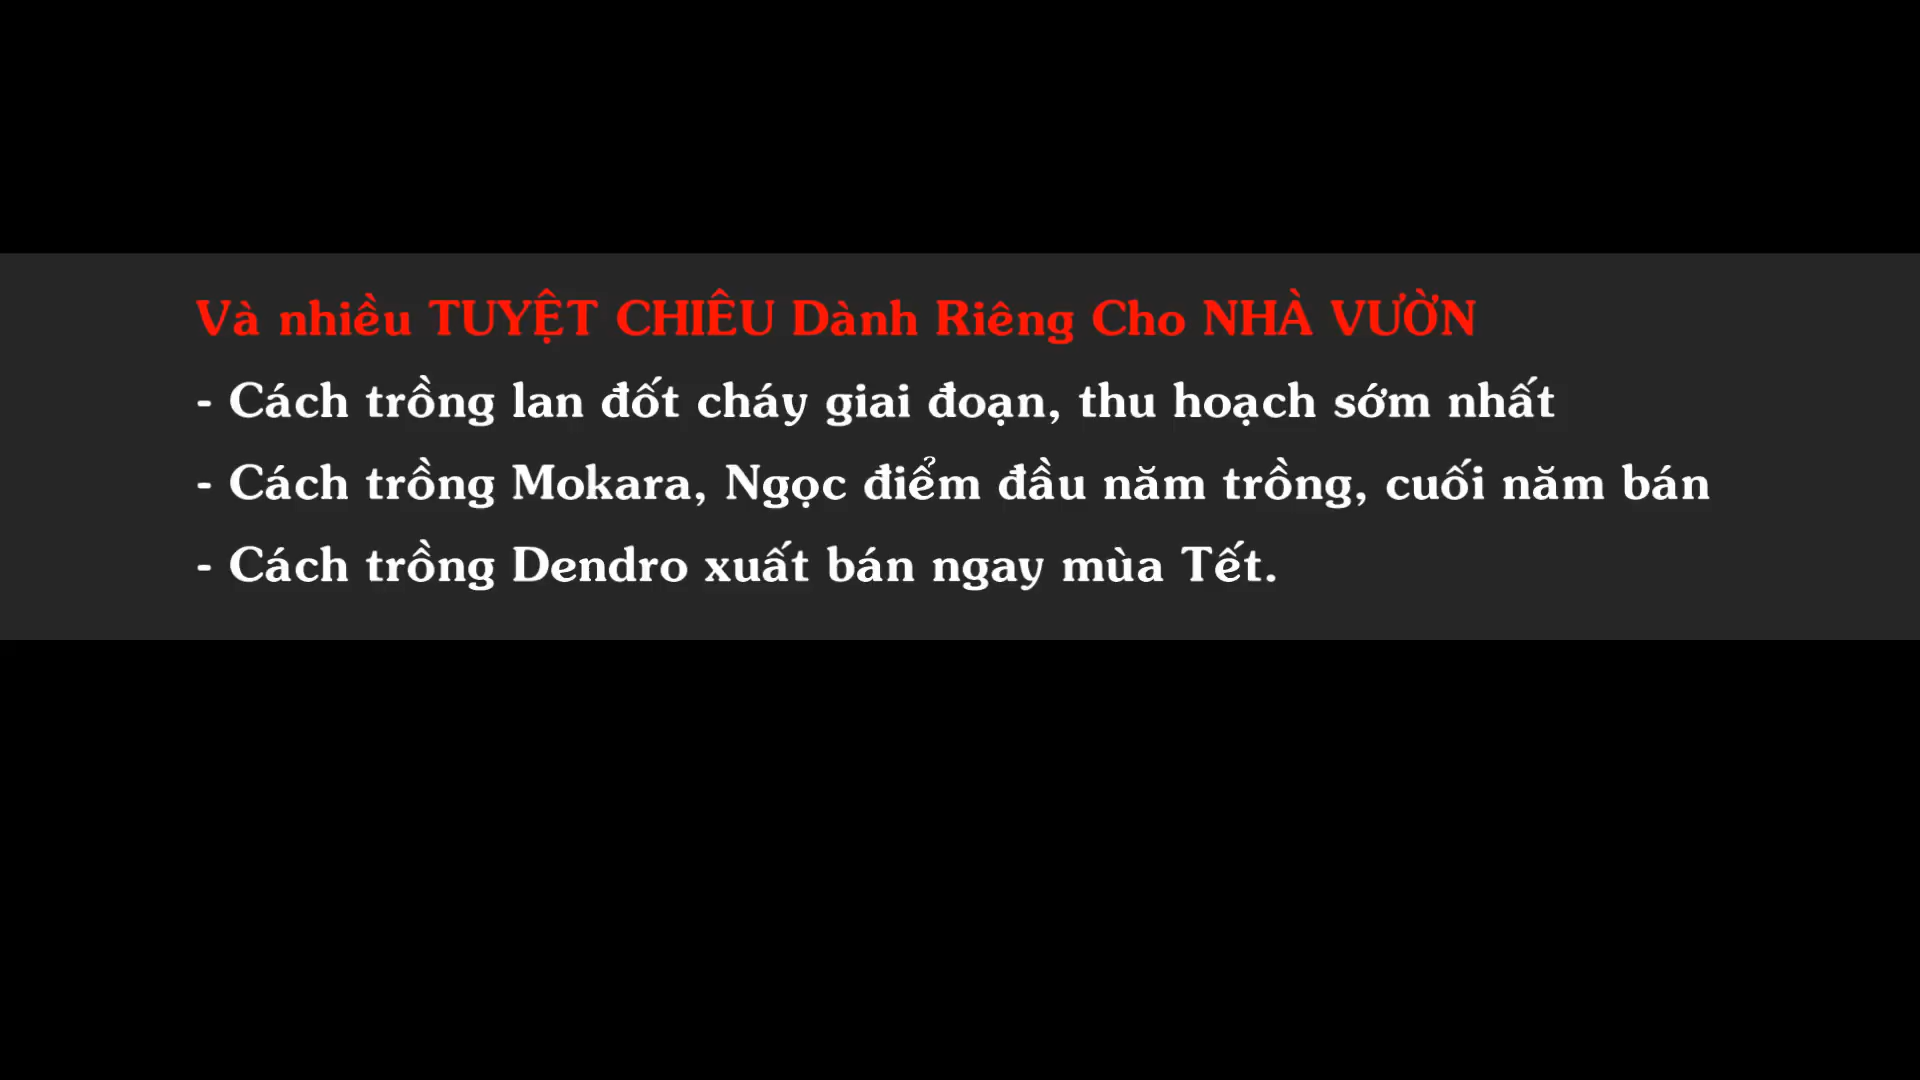 Và nhiều TUYỆT CHIÊU Dành Riêng Cho NHÀ VƯỜN
- Cách trồng lan đốt cháy giai đoạn, thu hoạch sớm nhất
- Cách trồng Mokara, Ngọc điểm đầu năm trồng, cuối năm bán
- Cách trồng Dendro xuất bán ngay mùa Tết.